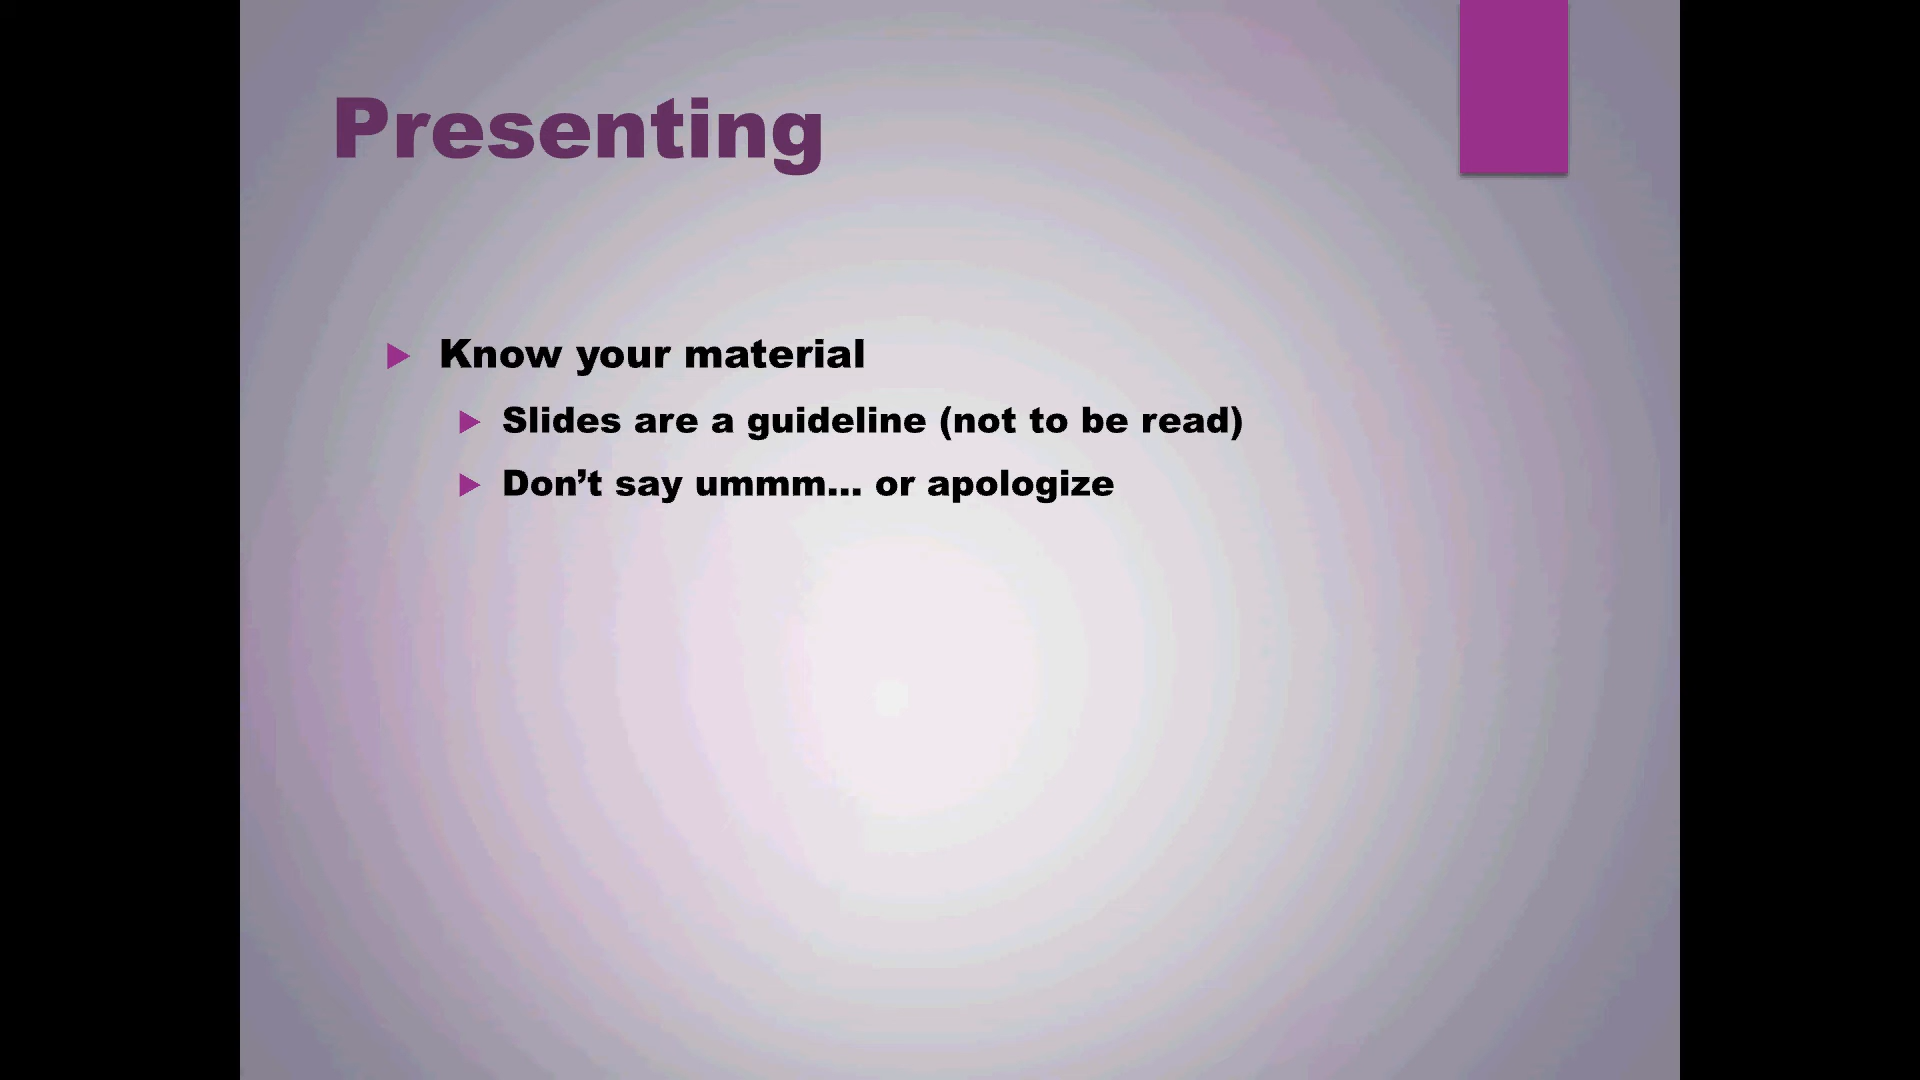 Presenting
Know your material
Slides are a guideline (not to be read)
Don’t say ummm... or apologize